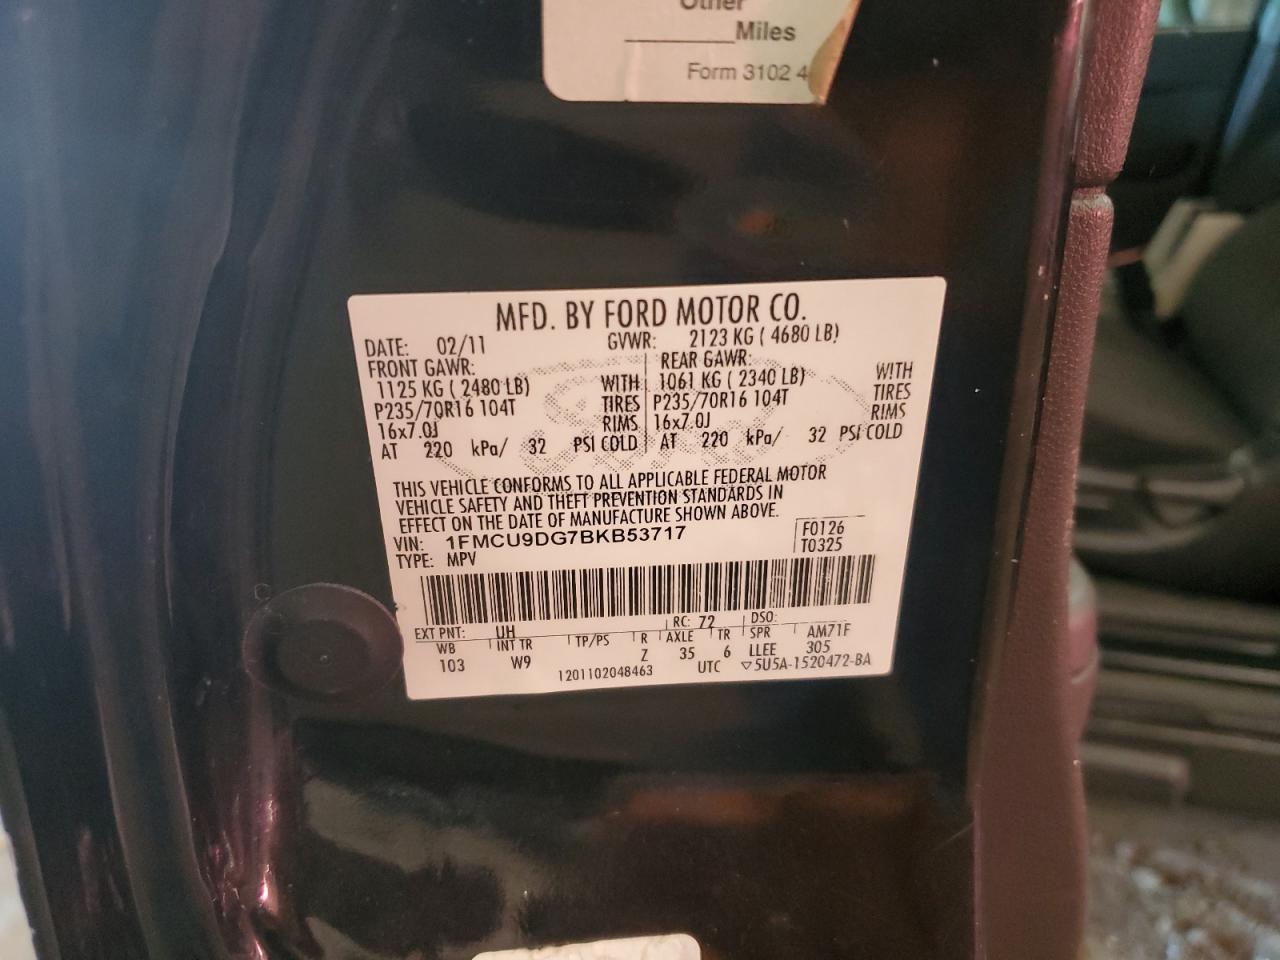 Other
Miles
Form 3102 4
MFD. BY FORD MOTOR CO.
DATE: 02/11 GVWR: 2123 KG ( 4680 LB)
FRONT GAWR: REAR GAWR:
1125 KG ( 2480 LB) WITH 1061 KG ( 2340 LB) WITH
P235/70R16 104T TIRES P235/70R16 104T TIRES
16x7.0J RIMS 16x7.0J RIMS
AT 220 kPa/ 32 PSI COLD AT 220 kPa/ 32 PSI COLD
THIS VEHICLE CONFORMS TO ALL APPLICABLE FEDERAL MOTOR
VEHICLE SAFETY AND THEFT PREVENTION STANDARDS IN
EFFECT ON THE DATE OF MANUFACTURE SHOWN ABOVE.
VIN: 1FMCU9DG7BKB53717 F0126
TYPE: MPV T0325
EXT PNT: UH RC: 72 DSO:
WB INT TR TP/PS R AXLE TR SPR AM71F
103 W9 Z 35 6 LLEE 305
1201102048463 UTC ▽5U5A-1520472-BA